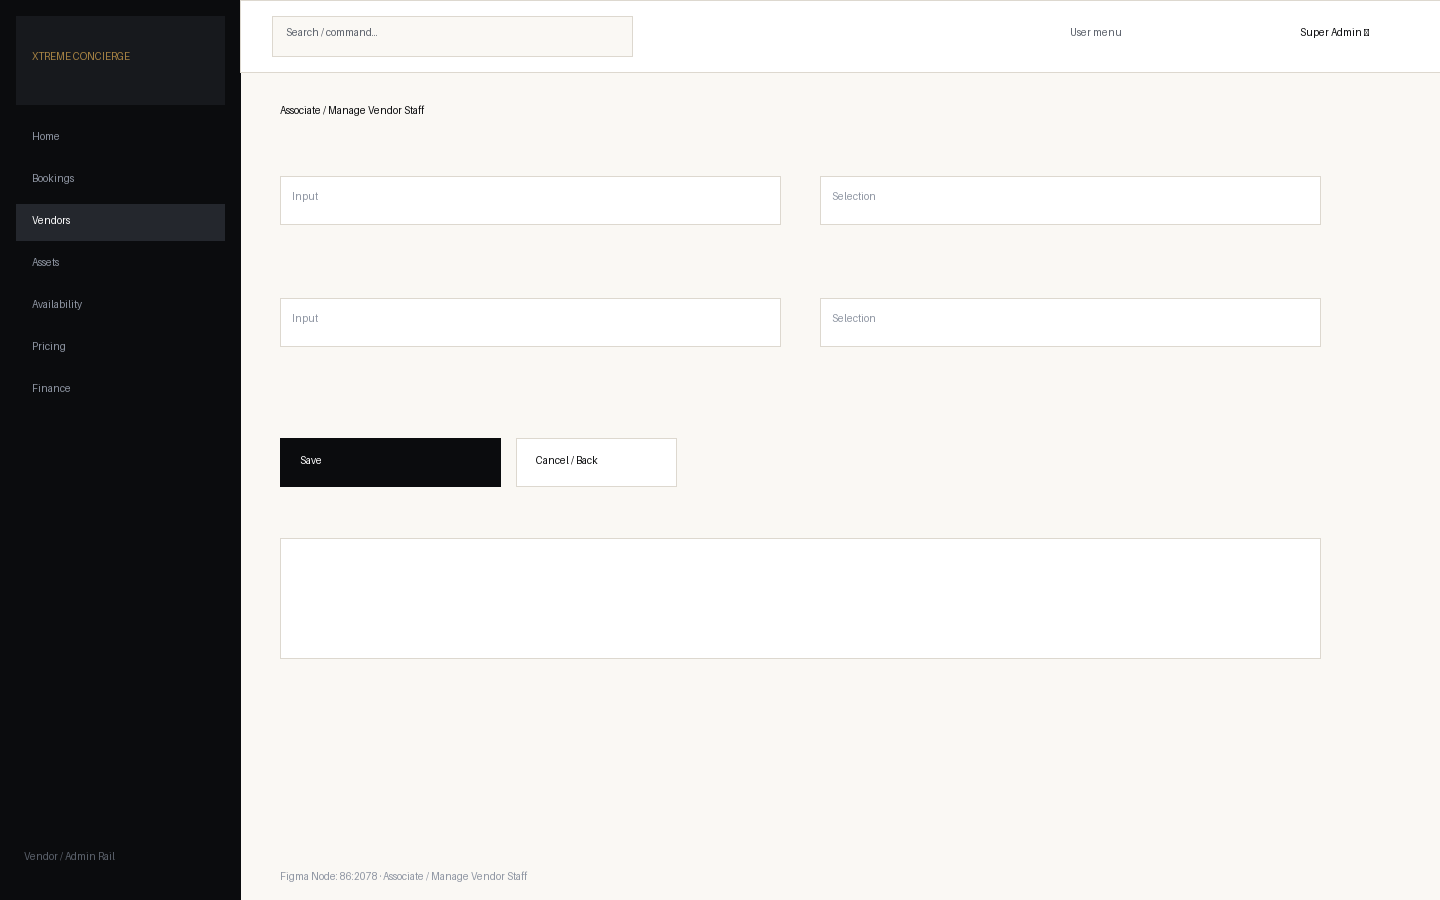 XTREME CONCIERGE
Home
Bookings
Vendors
Assets
Availability
Pricing
Finance
Vendor / Admin Rail
Search / command...
User menu
Super Admin
Associate / Manage Vendor Staff
Input
Selection
Input
Selection
Save
Cancel / Back
Figma Node: 86:2078 · Associate / Manage Vendor Staff